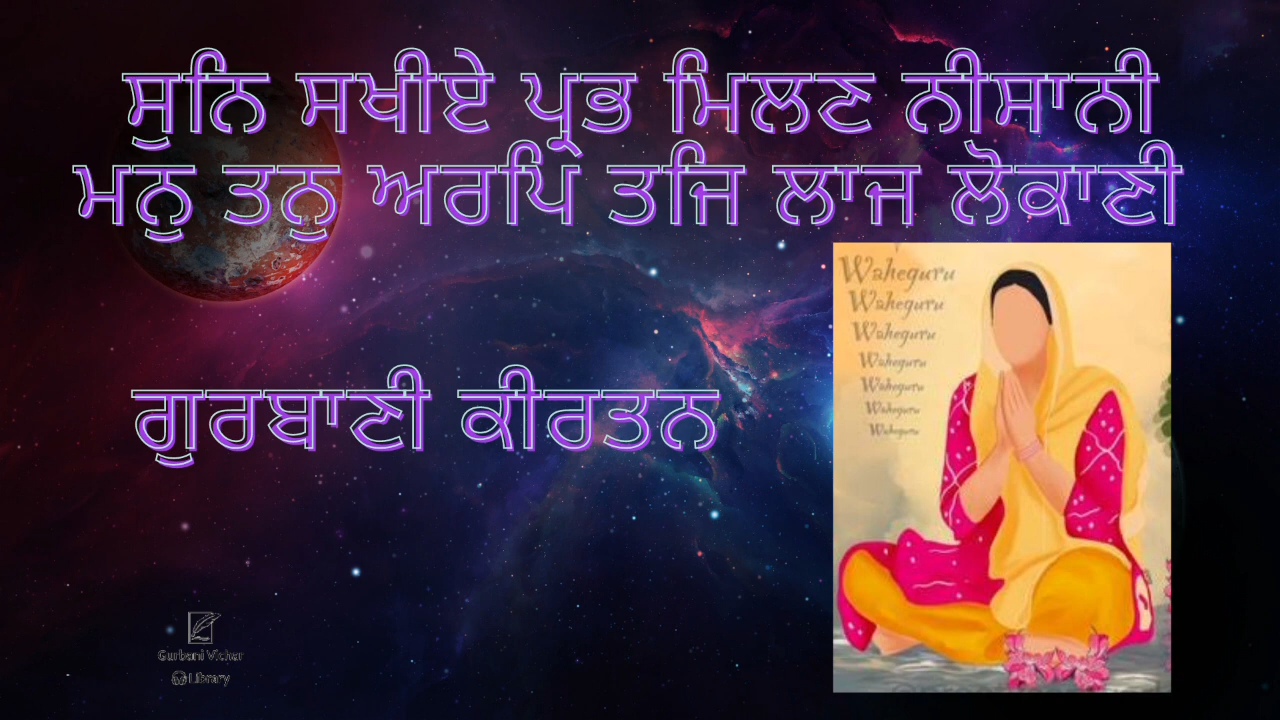 ਸੁਨਿ ਸਖੀਏ ਪ੍ਰਭ ਮਿਲਣ ਨੀਸਾਨੀ
ਮਨੁ ਤਨੁ ਅਰਪਿ ਤਜਿ ਲਾਜ ਲੋਕਾਣੀ
ਗੁਰਬਾਣੀ ਕੀਰਤਨ
Waheguru
Waheguru
Waheguru
Waheguru
Waheguru
Waheguru
Waheguru
Gurbani Vichar
Library